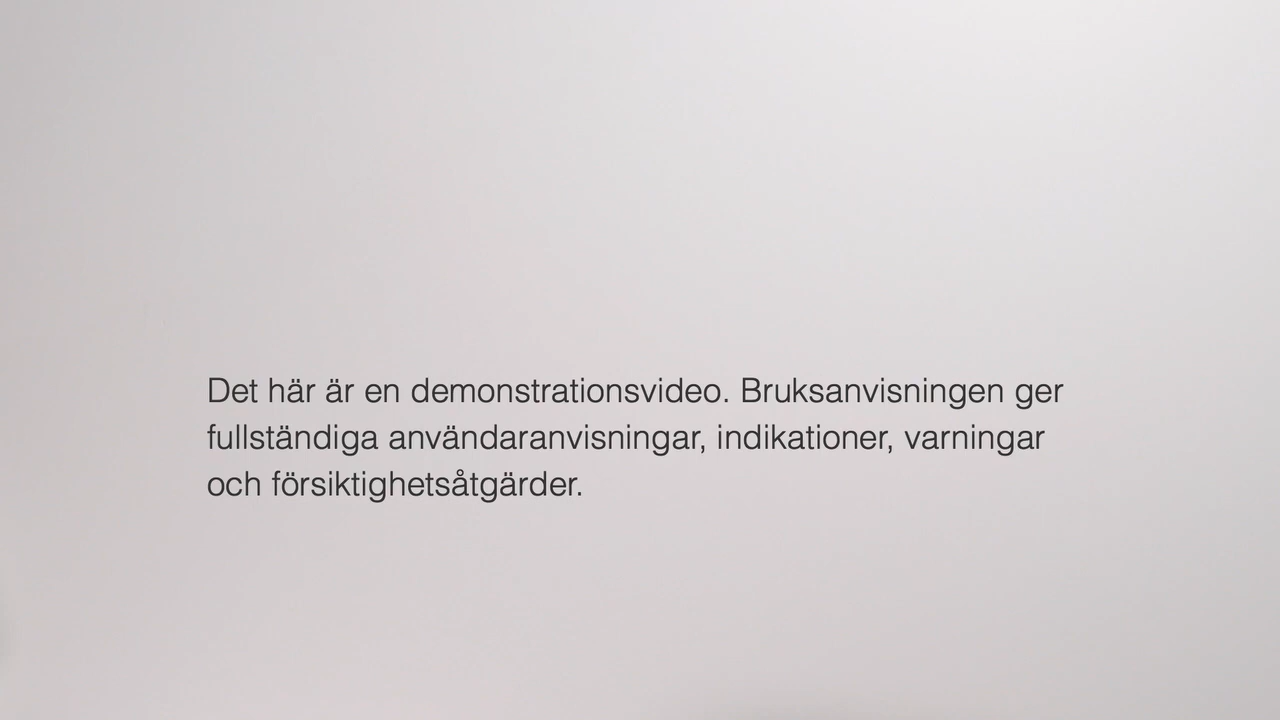 Det här är en demonstrationsvideo. Bruksanvisningen ger
fullständiga användaranvisningar, indikationer, varningar
och försiktighetsåtgärder.